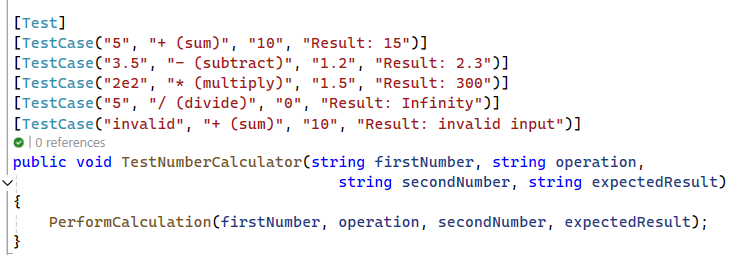 [Test]
[TestCase("5", "+ (sum)", "10", "Result: 15")]
[TestCase("3.5", "− (subtract)", "1.2", "Result: 2.3")]
[TestCase("2e2", "* (multiply)", "1.5", "Result: 300")]
[TestCase("5", "/ (divide)", "0", "Result: Infinity")]
[TestCase("invalid", "+ (sum)", "10", "Result: invalid input")]
| 0 references
public void TestNumberCalculator(string firstNumber, string operation,
string secondNumber, string expectedResult)
{
PerformCalculation(firstNumber, operation, secondNumber, expectedResult);
}